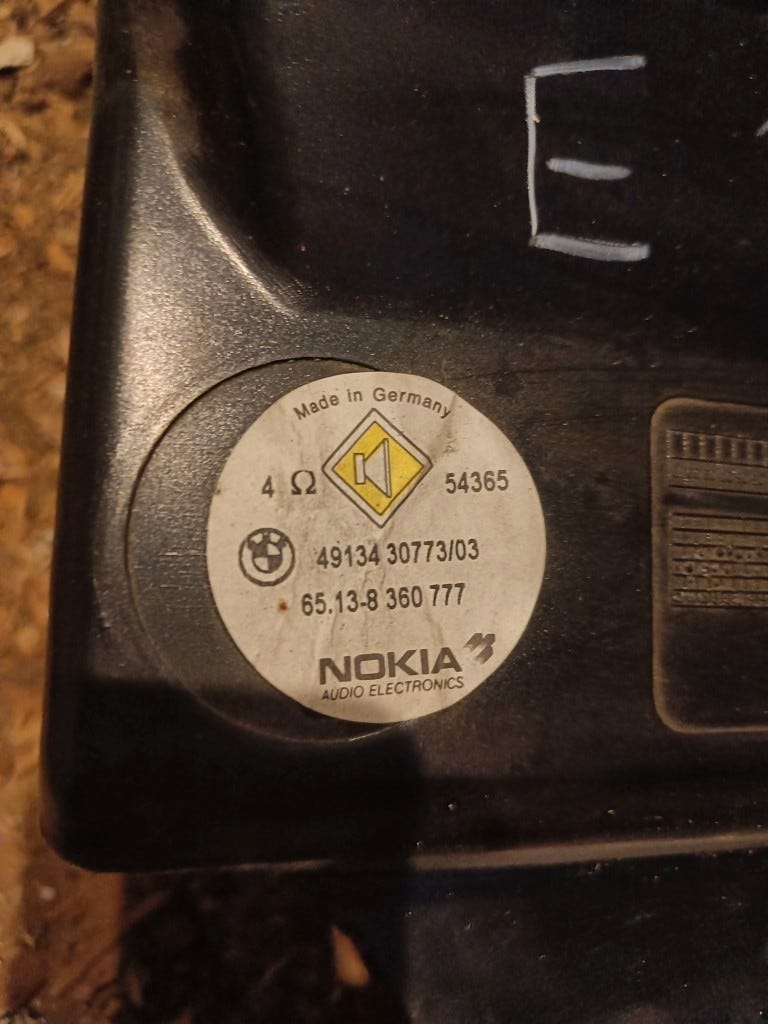 E
Made in Germany
4 Ω 54365
49134 30773/03
65.13-8 360 777
NOKIA
AUDIO ELECTRONICS